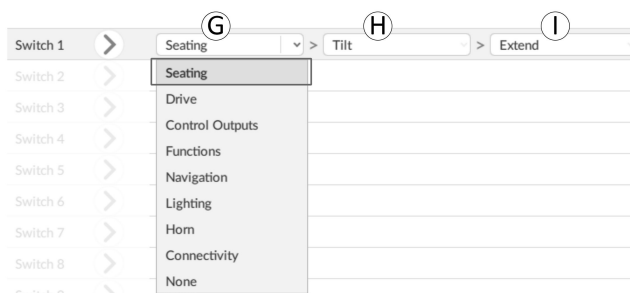 G H I
Switch 1 > Seating > Tilt > Extend
Switch 2 > Seating
Switch 3 > Drive
Switch 4 > Control Outputs
Functions
Switch 5 > Navigation
Switch 6 > Lighting
Switch 7 > Horn
Switch 8 > Connectivity
None